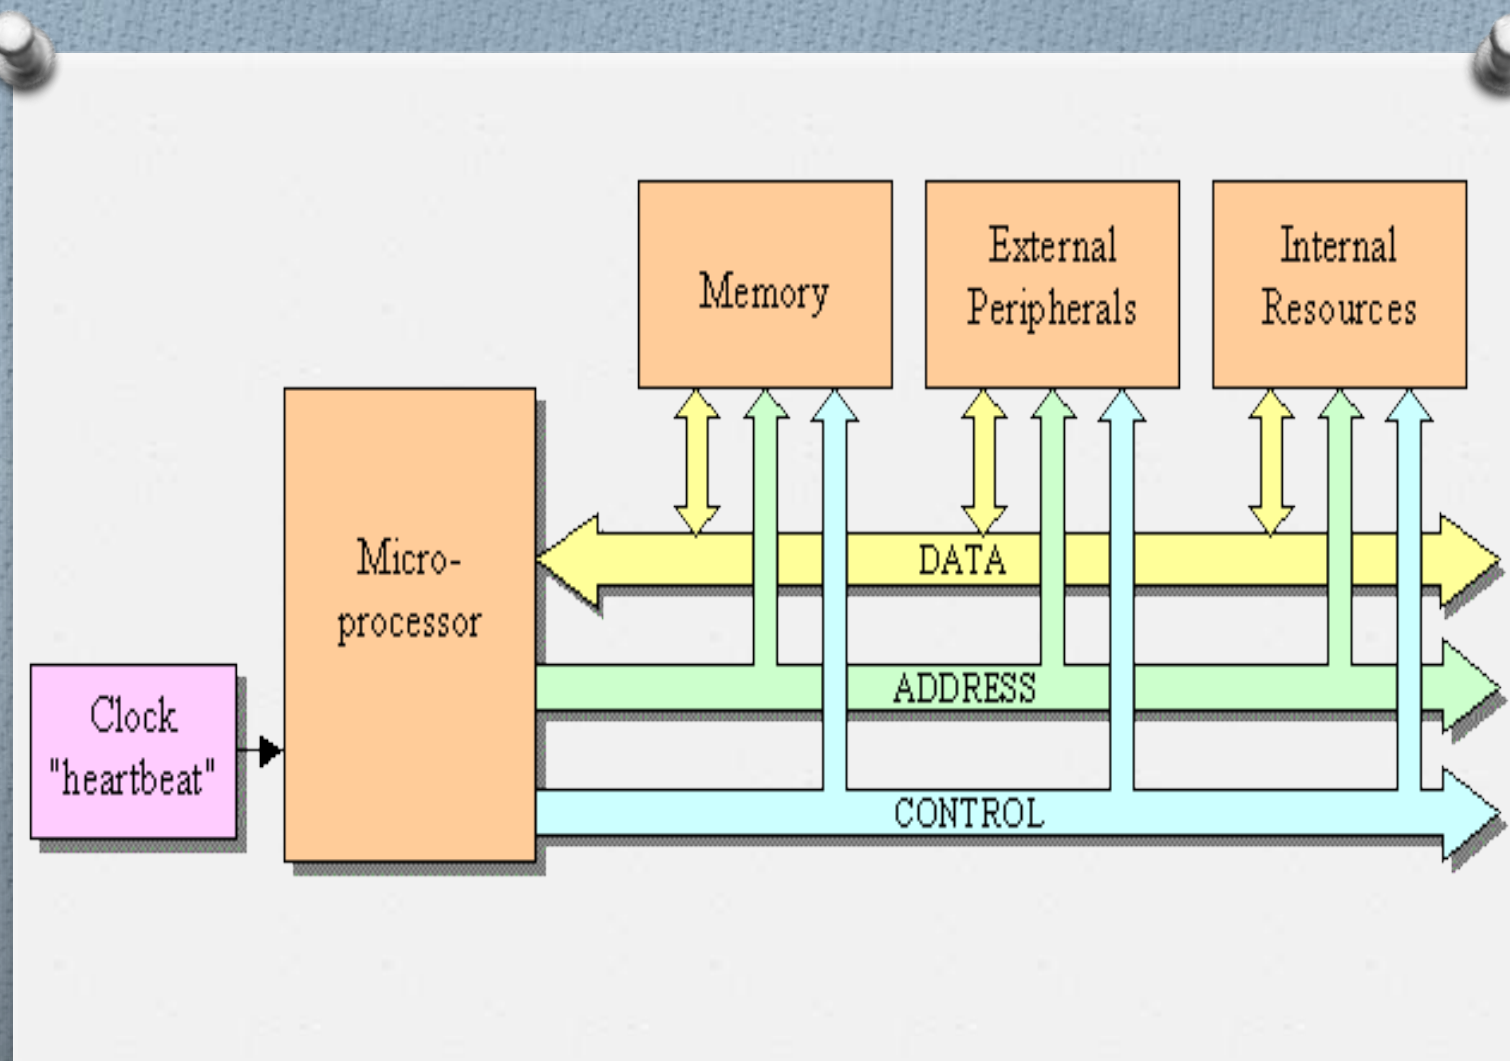 Memory
External
Peripherals
Internal
Resources
Micro-
processor
DATA
ADDRESS
CONTROL
Clock
"heartbeat"